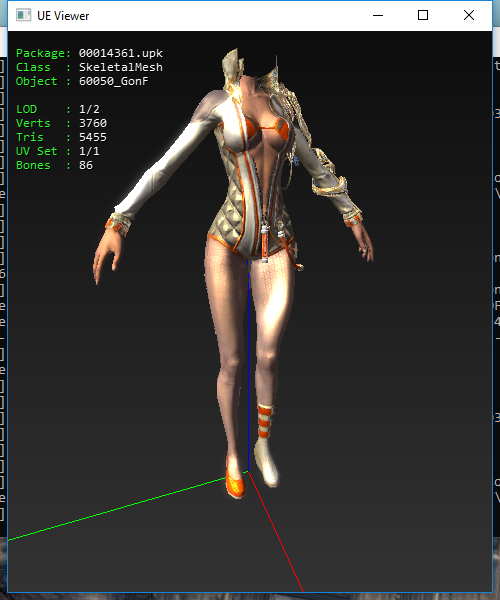 UE Viewer
Package: 00014361.upk
Class : SkeletalMesh
Object : 60050_GonF
LOD : 1/2
Verts : 3760
Tris : 5455
UV Set : 1/1
Bones : 86